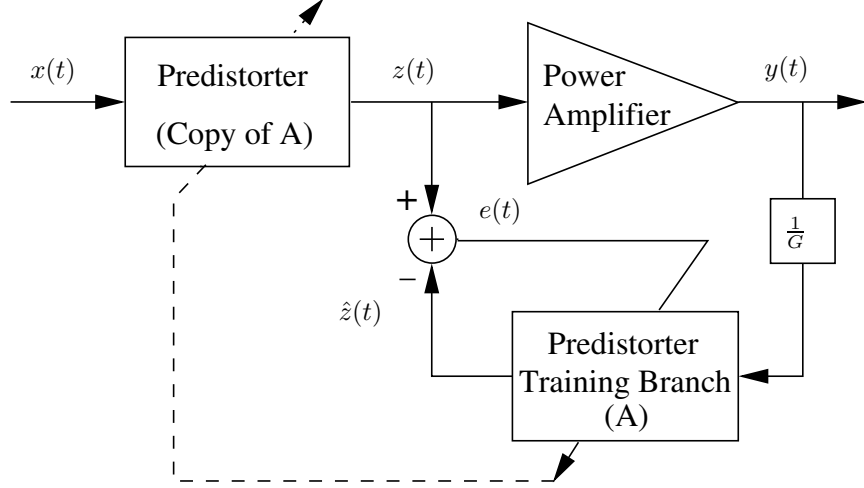 x(t)
Predistorter
(Copy of A)
z(t)
Power
Amplifier
y(t)
+
+
e(t)
−
ẑ(t)
1
G
Predistorter
Training Branch
(A)